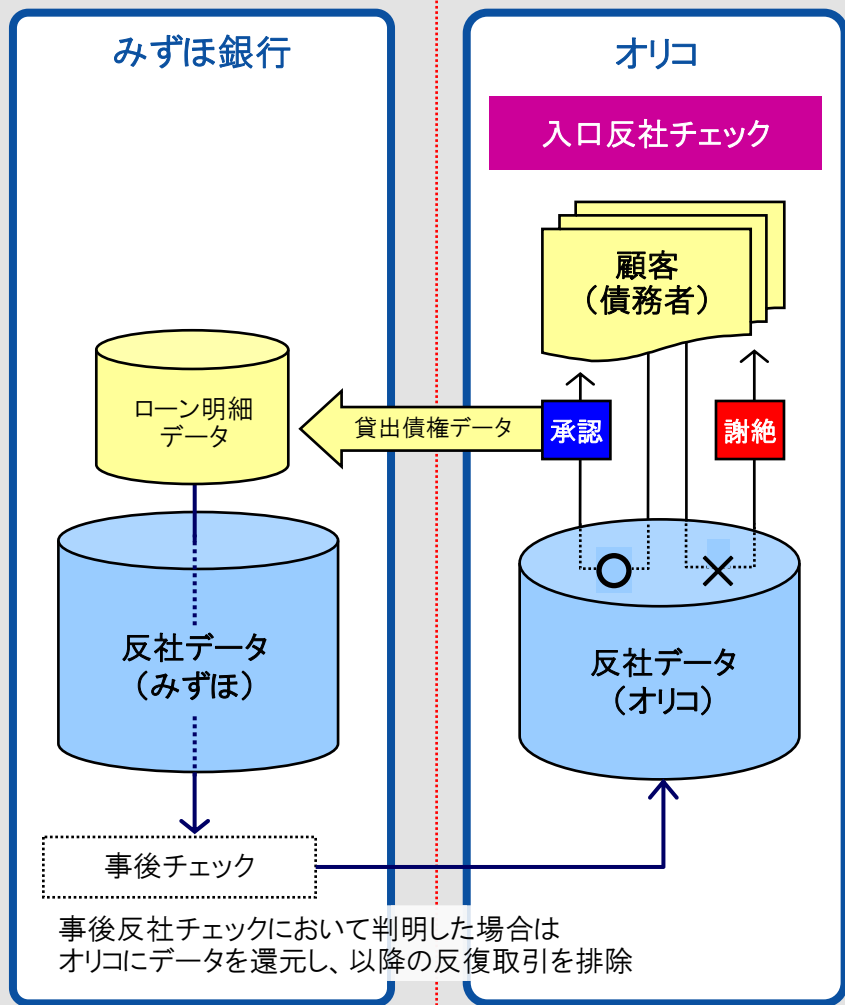 みずほ銀行
オリコ
入口反社チェック
顧客
（債務者）
ローン明細
データ
貸出債権データ
承認
謝絶
反社データ
（みずほ）
反社データ
（オリコ）
事後チェック
事後反社チェックにおいて判明した場合は
オリコにデータを還元し、以降の反復取引を排除